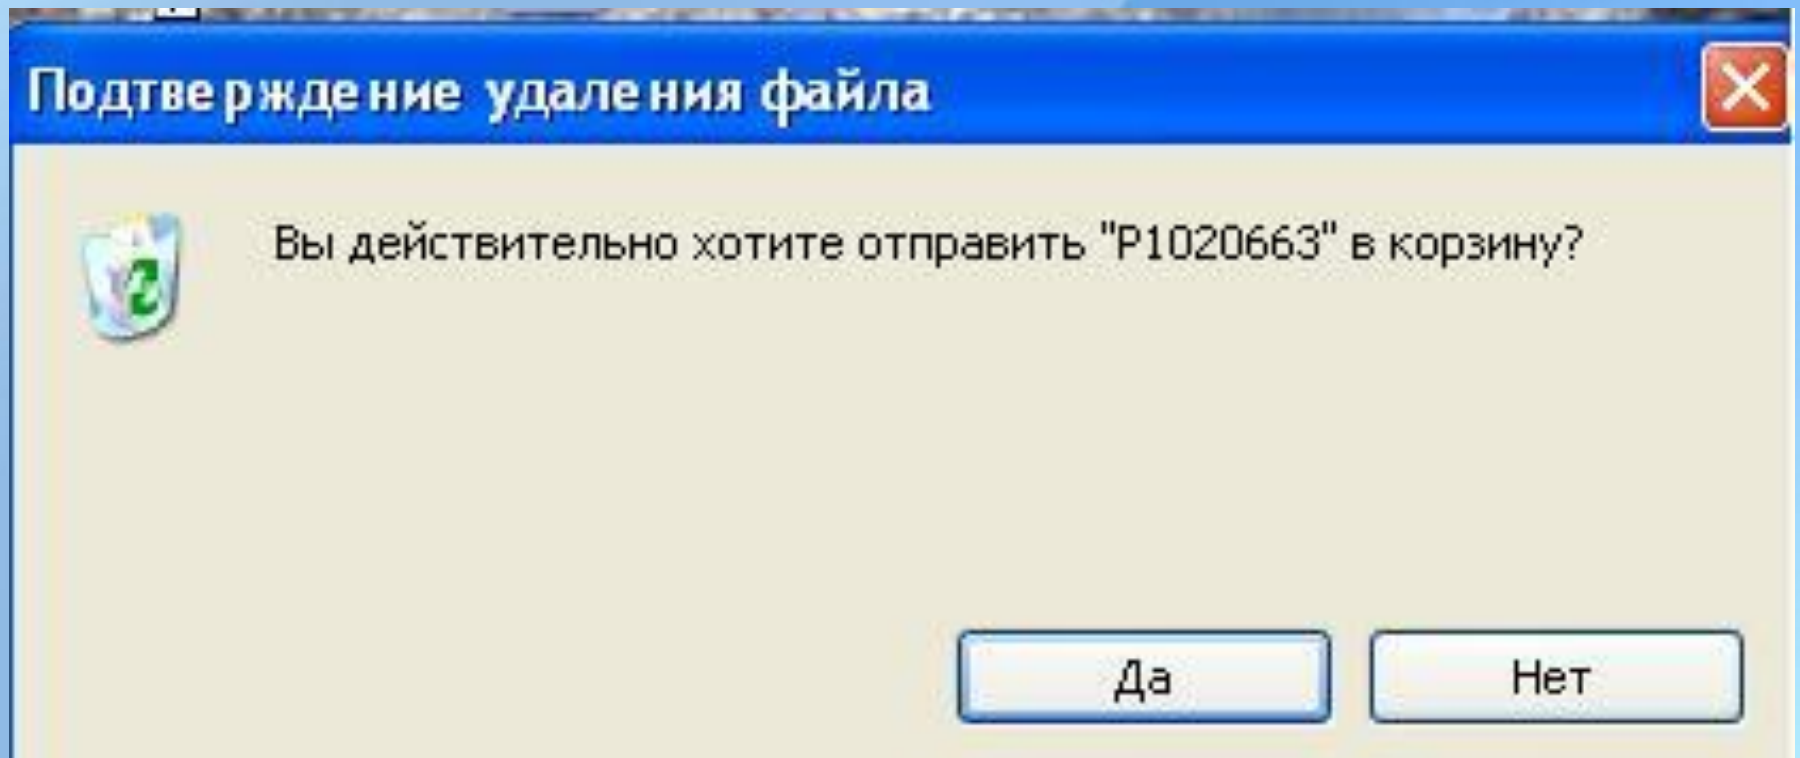 Подтверждение удаления файла
Вы действительно хотите отправить "P1020663" в корзину?
Да
Нет